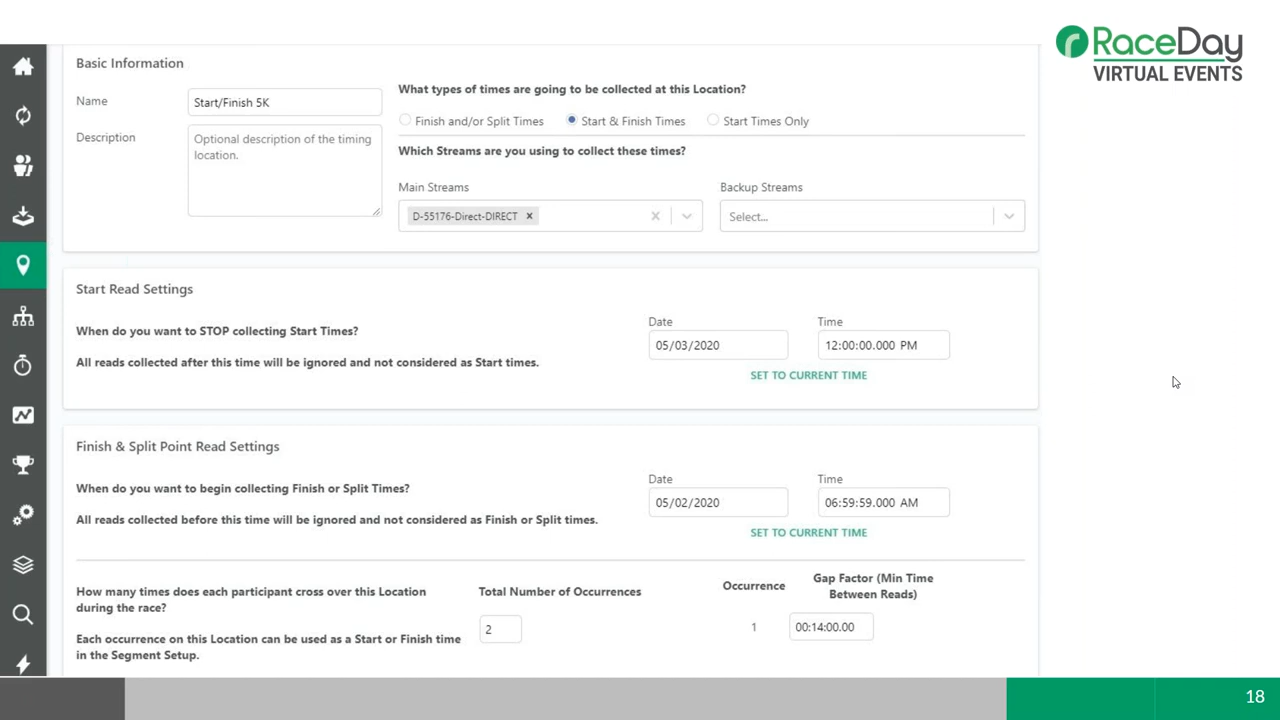 RaceDay
VIRTUAL EVENTS
Basic Information
Name
Start/Finish 5K
Description
Optional description of the timing
location.
What types of times are going to be collected at this Location?
Finish and/or Split Times
Start & Finish Times
Start Times Only
Which Streams are you using to collect these times?
Main Streams
Backup Streams
D-55176-Direct-DIRECT
Select...
Start Read Settings
When do you want to STOP collecting Start Times?
All reads collected after this time will be ignored and not considered as Start times.
Date
Time
05/03/2020
12:00:00.000 PM
SET TO CURRENT TIME
Finish & Split Point Read Settings
When do you want to begin collecting Finish or Split Times?
All reads collected before this time will be ignored and not considered as Finish or Split times.
Date
Time
05/02/2020
06:59:59.000 AM
SET TO CURRENT TIME
How many times does each participant cross over this Location
during the race?
Each occurrence on this Location can be used as a Start or Finish time
in the Segment Setup.
Total Number of Occurrences
2
Occurrence
Gap Factor (Min Time
Between Reads)
1
00:14:00.00
18